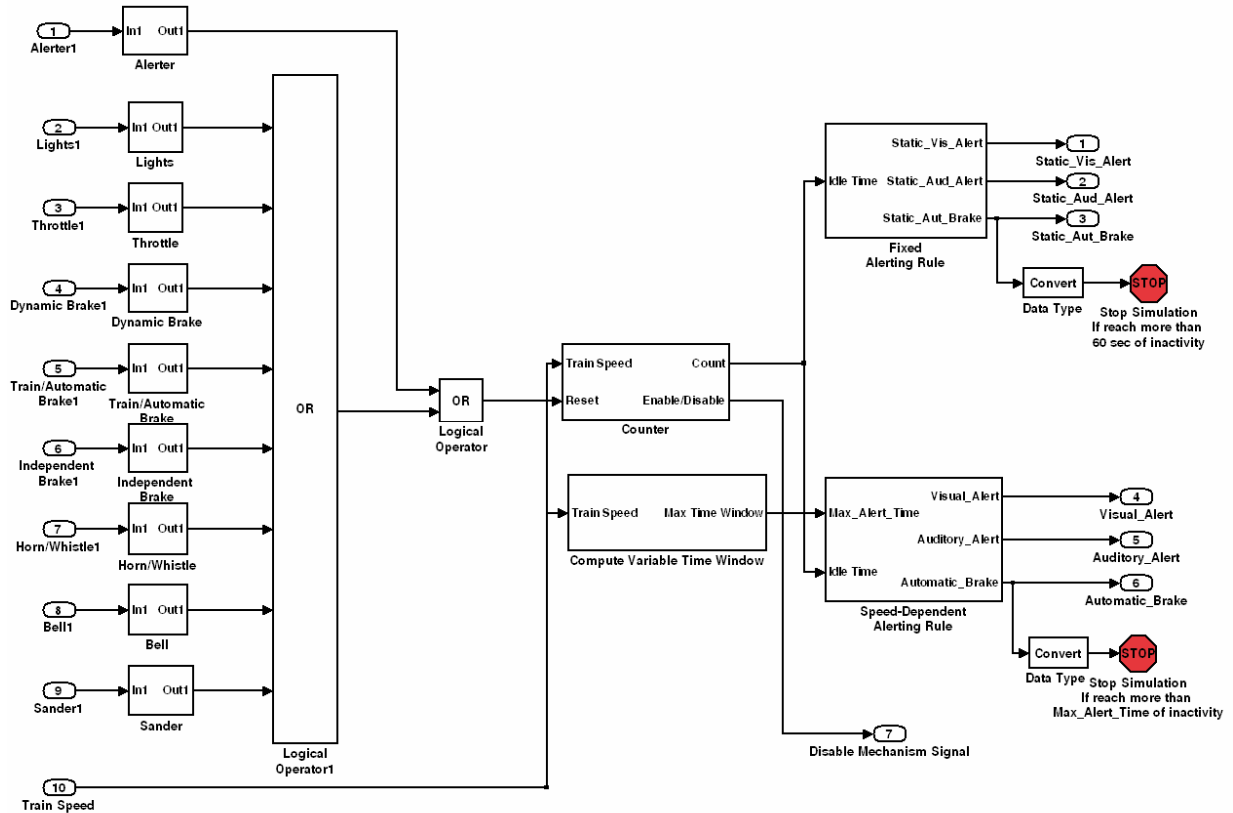 1
Alerter1
In1 Out1
Alerter
2
Lights1
In1 Out1
Lights
3
Throttle1
In1 Out1
Throttle
4
Dynamic Brake1
In1 Out1
Dynamic Brake
5
Train/Automatic
Brake1
In1 Out1
Train/Automatic
Brake
6
Independent
Brake1
In1 Out1
Independent
Brake
7
Horn/Whistle1
In1 Out1
Horn/Whistle
8
Bell1
In1 Out1
Bell
9
Sander1
In1 Out1
Sander
10
Train Speed
OR
Logical
Operator1
OR
Logical
Operator
Train Speed Count
Reset Enable/Disable
Counter
Train Speed Max Time Window
Compute Variable Time Window
Static_Vis_Alert
Idle Time Static_Aud_Alert
Static_Aut_Brake
Fixed
Alerting Rule
1
Static_Vis_Alert
2
Static_Aud_Alert
3
Static_Aut_Brake
Convert
Data Type
STOP
Stop Simulation
If reach more than
60 sec of inactivity
Visual_Alert
Max_Alert_Time
Auditory_Alert
Idle Time
Automatic_Brake
Speed-Dependent
Alerting Rule
4
Visual_Alert
5
Auditory_Alert
6
Automatic_Brake
Convert
Data Type
STOP
Stop Simulation
If reach more than
Max_Alert_Time of inactivity
7
Disable Mechanism Signal